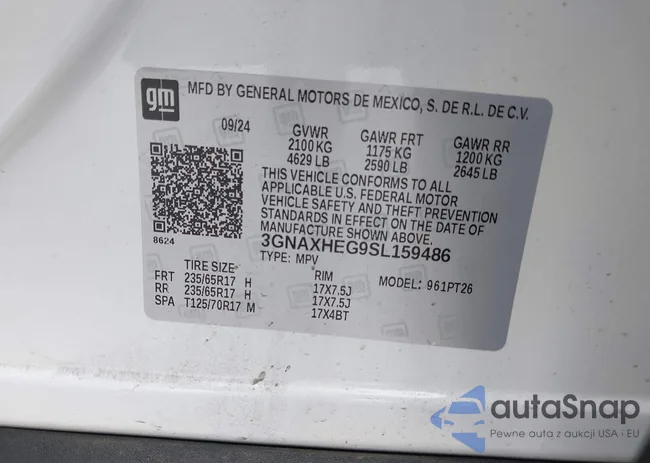 gm MFD BY GENERAL MOTORS DE MEXICO, S. DE R.L. DE C.V.
09/24 GVWR GAWR FRT GAWR RR
2100 KG 1175 KG 1200 KG
4629 LB 2590 LB 2645 LB
THIS VEHICLE CONFORMS TO ALL
APPLICABLE U.S. FEDERAL MOTOR
VEHICLE SAFETY AND THEFT PREVENTION
STANDARDS IN EFFECT ON THE DATE OF
MANUFACTURE SHOWN ABOVE.
8624
3GNAXHEG9SL159486
TYPE: MPV
TIRE SIZE RIM MODEL: 961PT26
FRT 235/65R17 H 17X7.5J
RR 235/65R17 H 17X7.5J
SPA T125/70R17 M 17X4BT
autoSnap
Pewne auta z aukcji USA i EU